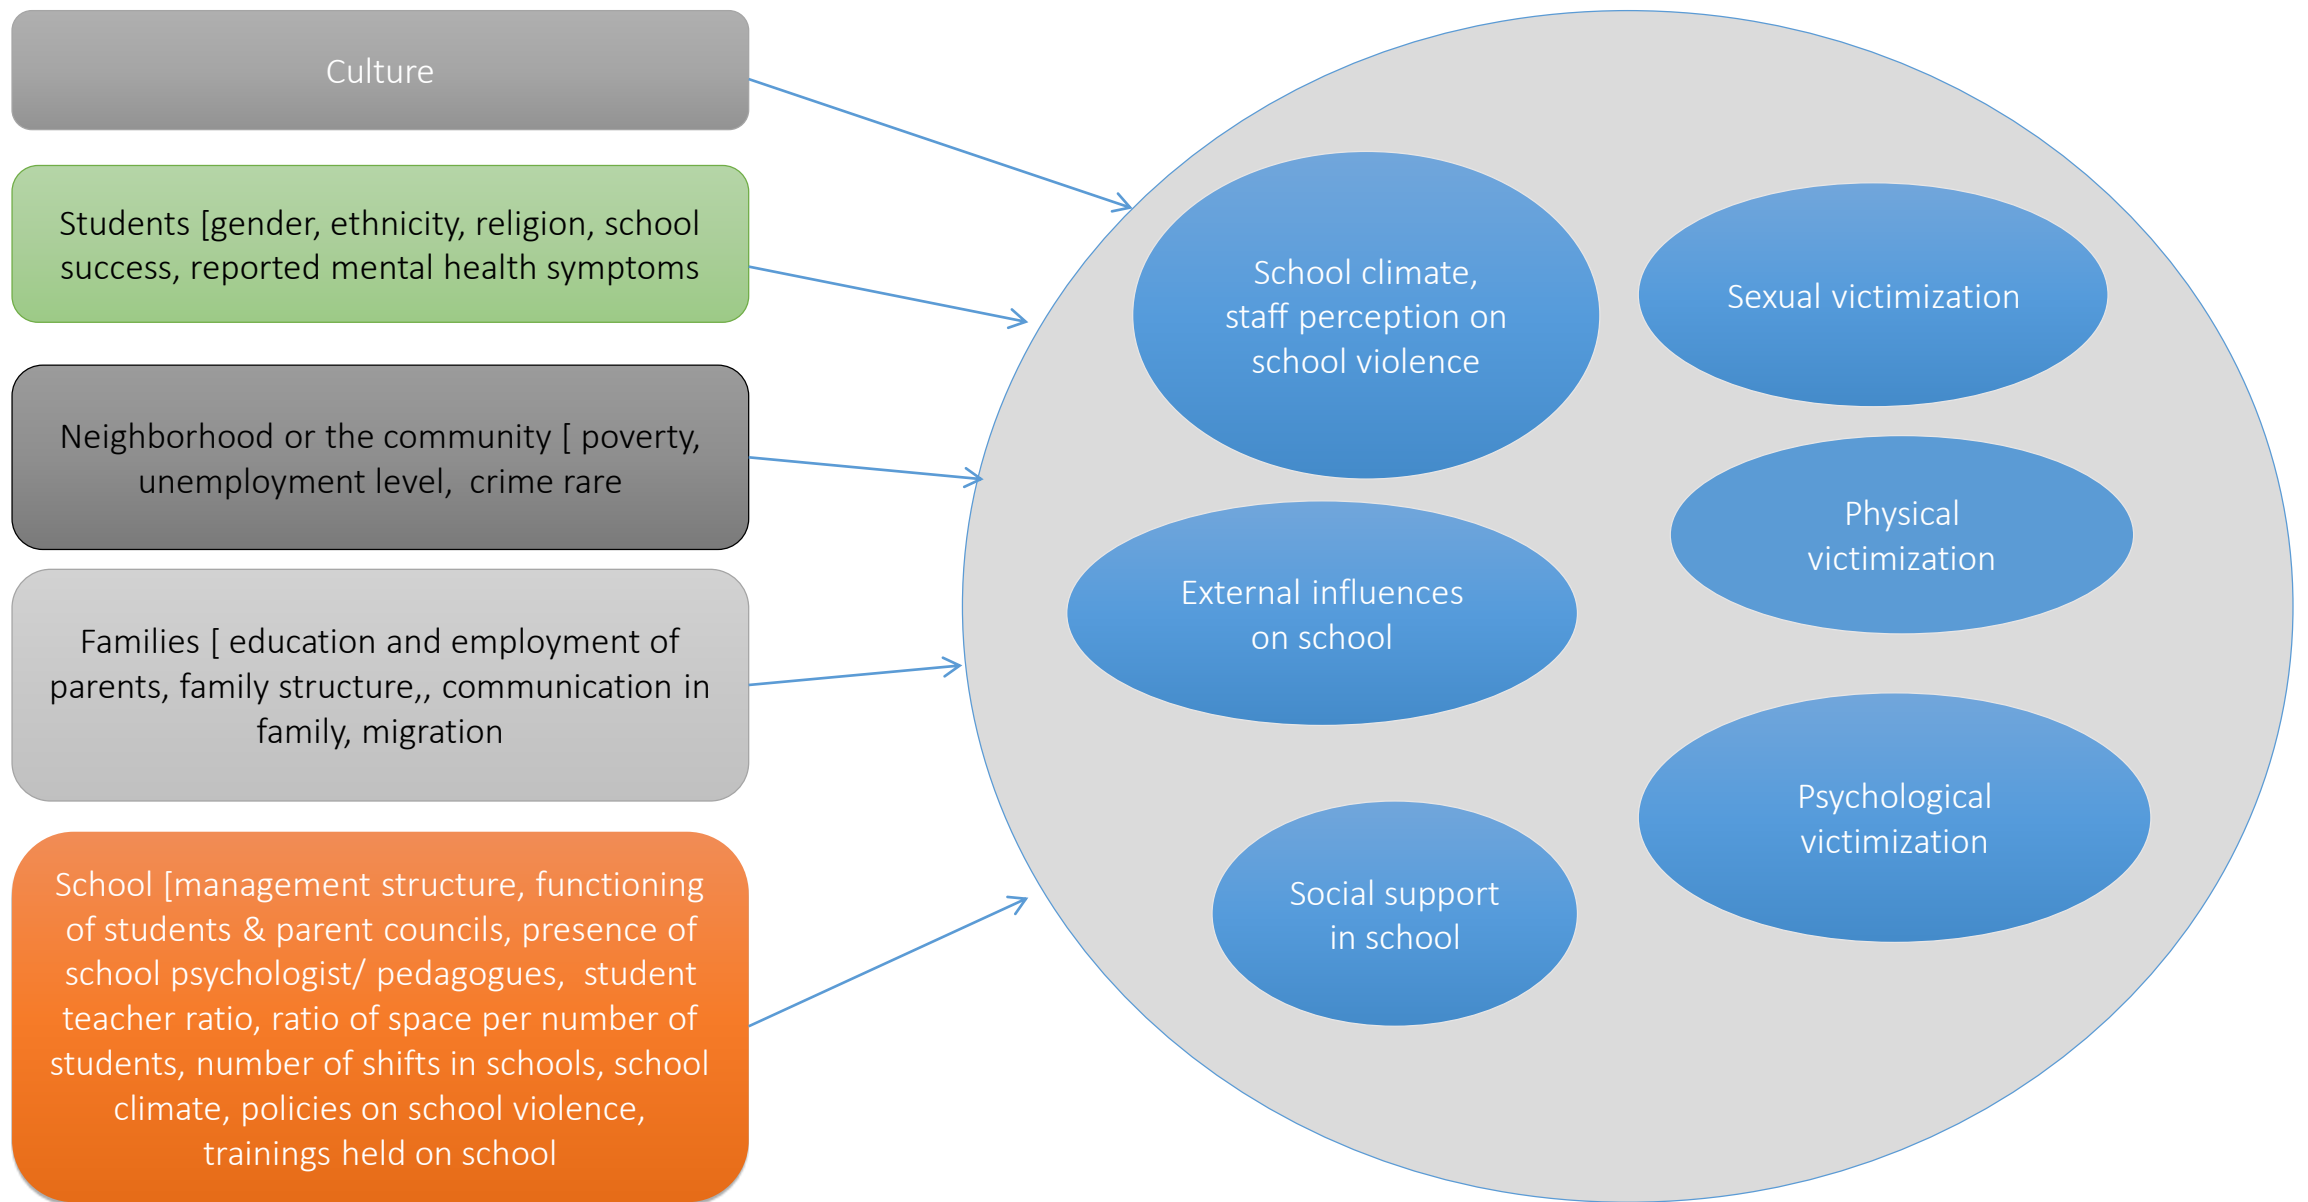 Culture
Students [gender, ethnicity, religion, school
success, reported mental health symptoms
Neighborhood or the community [ poverty,
unemployment level,  crime rare
Families [ education and employment of
parents, family structure,, communication in
family, migration
School [management structure, functioning
of students & parent councils, presence of
school psychologist/ pedagogues,  student
teacher ratio, ratio of space per number of
students, number of shifts in schools, school
climate, policies on school violence,
trainings held on school
School climate,
staff perception on
school violence
External influences
on school
Social support
in school
Sexual victimization
Physical
victimization
Psychological
victimization